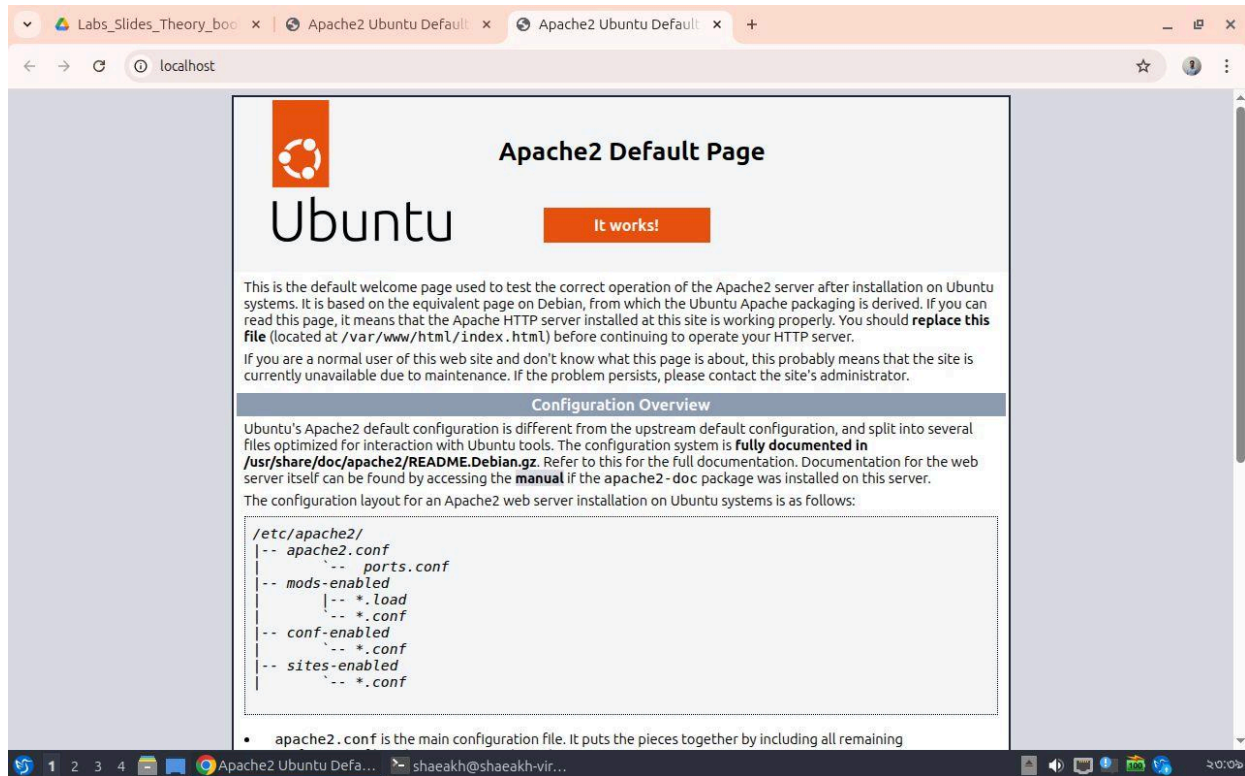 Labs_Slides_Theory_boo
Apache2 Ubuntu Default
Apache2 Ubuntu Default
localhost
Apache2 Default Page
Ubuntu
It works!
This is the default welcome page used to test the correct operation of the Apache2 server after installation on Ubuntu
systems. It is based on the equivalent page on Debian, from which the Ubuntu Apache packaging is derived. If you can
read this page, it means that the Apache HTTP server installed at this site is working properly. You should replace this
file (located at /var/www/html/index.html) before continuing to operate your HTTP server.
If you are a normal user of this web site and don't know what this page is about, this probably means that the site is
currently unavailable due to maintenance. If the problem persists, please contact the site's administrator.
Configuration Overview
Ubuntu's Apache2 default configuration is different from the upstream default configuration, and split into several
files optimized for interaction with Ubuntu tools. The configuration system is fully documented in
/usr/share/doc/apache2/README.Debian.gz. Refer to this for the full documentation. Documentation for the web
server itself can be found by accessing the manual if the apache2-doc package was installed on this server.
The configuration layout for an Apache2 web server installation on Ubuntu systems is as follows:
/etc/apache2/
|-- apache2.conf
|       `--  ports.conf
|-- mods-enabled
|       |-- *.load
|       `-- *.conf
|-- conf-enabled
|       `-- *.conf
|-- sites-enabled
|       `-- *.conf
• apache2.conf is the main configuration file. It puts the pieces together by including all remaining
1 2 3 4 Apache2 Ubuntu Defa... shaeakh@shaeakh-vir... 100